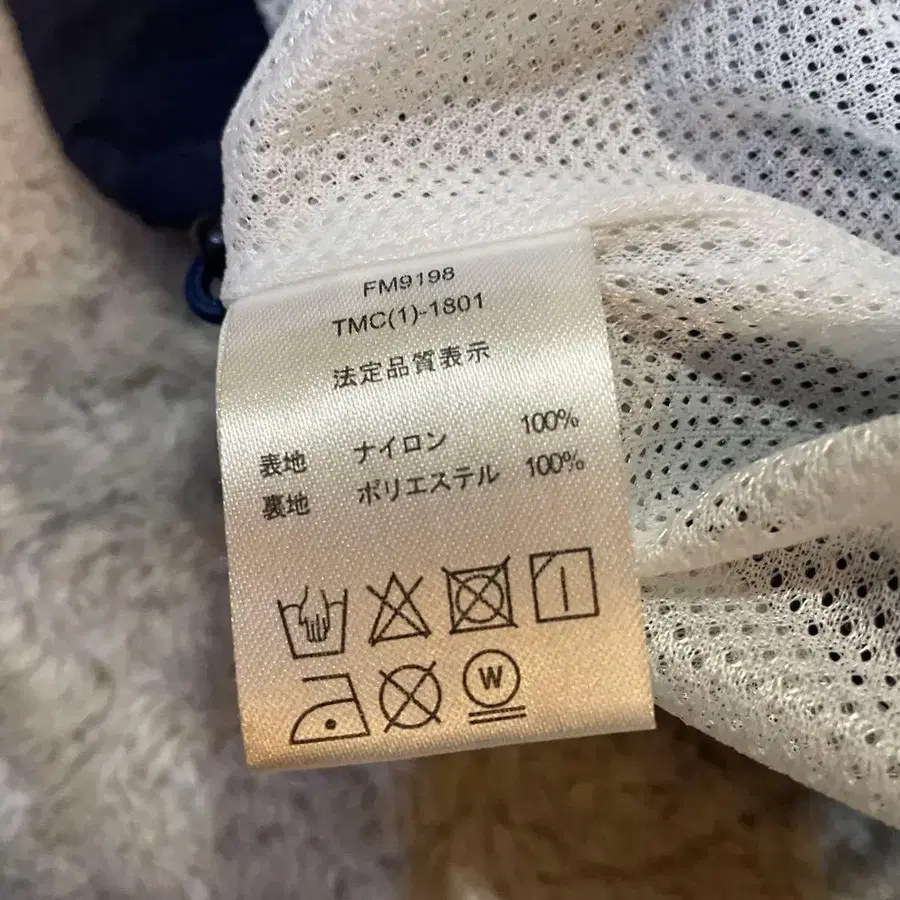 FM9198
TMC(1)-1801
法定品質表示
表地 ナイロン 100%
裏地 ポリエステル 100%
W